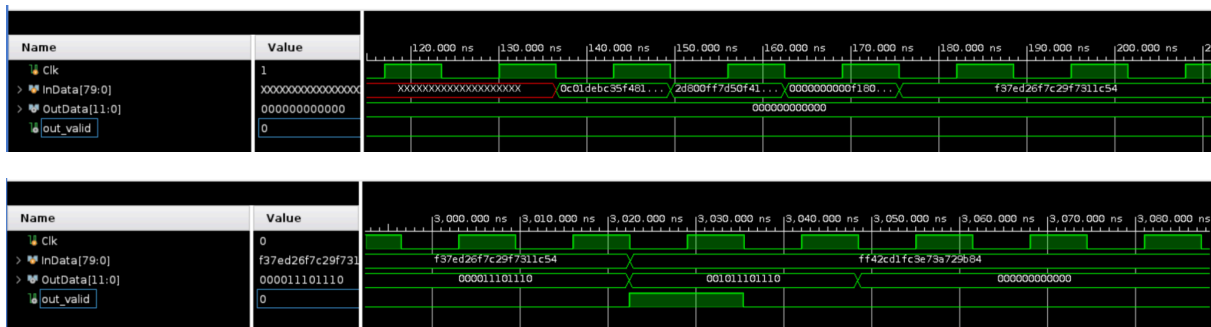 Name Value 120.000 ns 130.000 ns 140.000 ns 150.000 ns 160.000 ns 170.000 ns 180.000 ns 190.000 ns 200.000 ns 2
Clk 1
InData[79:0] XXXXXXXXXXXXXXXXX XXXXXXXXXXXXXXXXXXXX 0c01debc35f481... 2d800ff7d50f41... 0000000000f180... f37ed26f7c29f7311c54
OutData[11:0] 000000000000 000000000000
out_valid 0
Name Value 3,000.000 ns 3,010.000 ns 3,020.000 ns 3,030.000 ns 3,040.000 ns 3,050.000 ns 3,060.000 ns 3,070.000 ns 3,080.000 ns
Clk 0
InData[79:0] f37ed26f7c29f731 f37ed26f7c29f7311c54 ff42cd1fc3e73a729b84
OutData[11:0] 000011101110 000011101110 001011101110 000000000000
out_valid 0